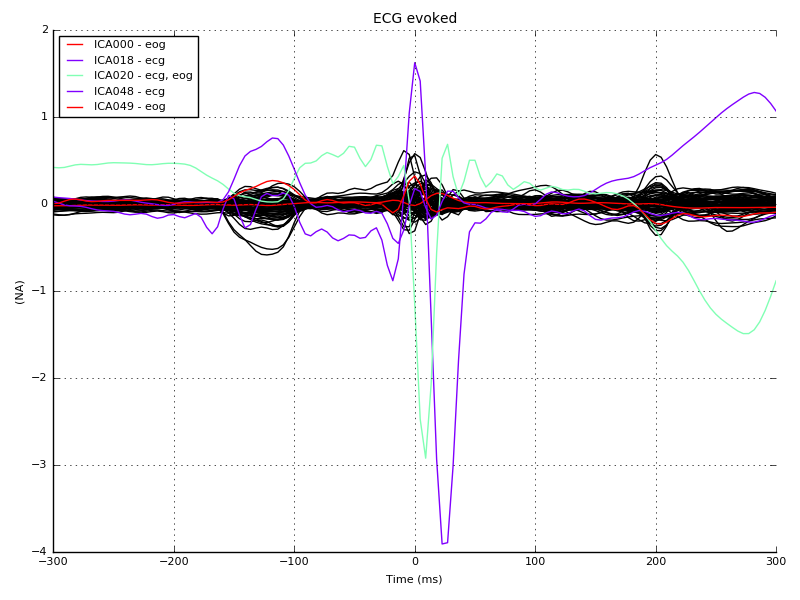 ECG evoked
ICA000 - eog
ICA018 - ecg
ICA020 - ecg, eog
ICA048 - ecg
ICA049 - eog
2
1
0
−1
−2
−3
−4
(NA)
−300 −200 −100 0 100 200 300
Time (ms)